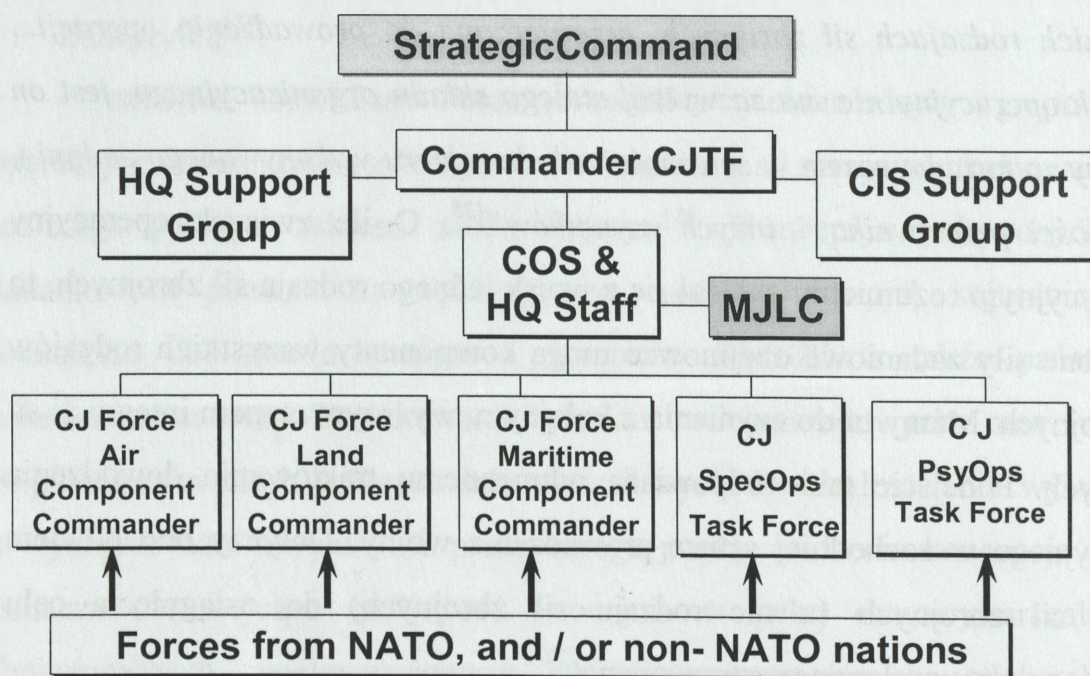 StrategicCommand
Commander CJTF
HQ Support
Group
CIS Support
Group
COS &
HQ Staff
MJLC
CJ Force
Air
Component
Commander
CJ Force
Land
Component
Commander
CJ Force
Maritime
Component
Commander
CJ
SpecOps
Task Force
CJ
PsyOps
Task Force
Forces from NATO, and / or non- NATO nations